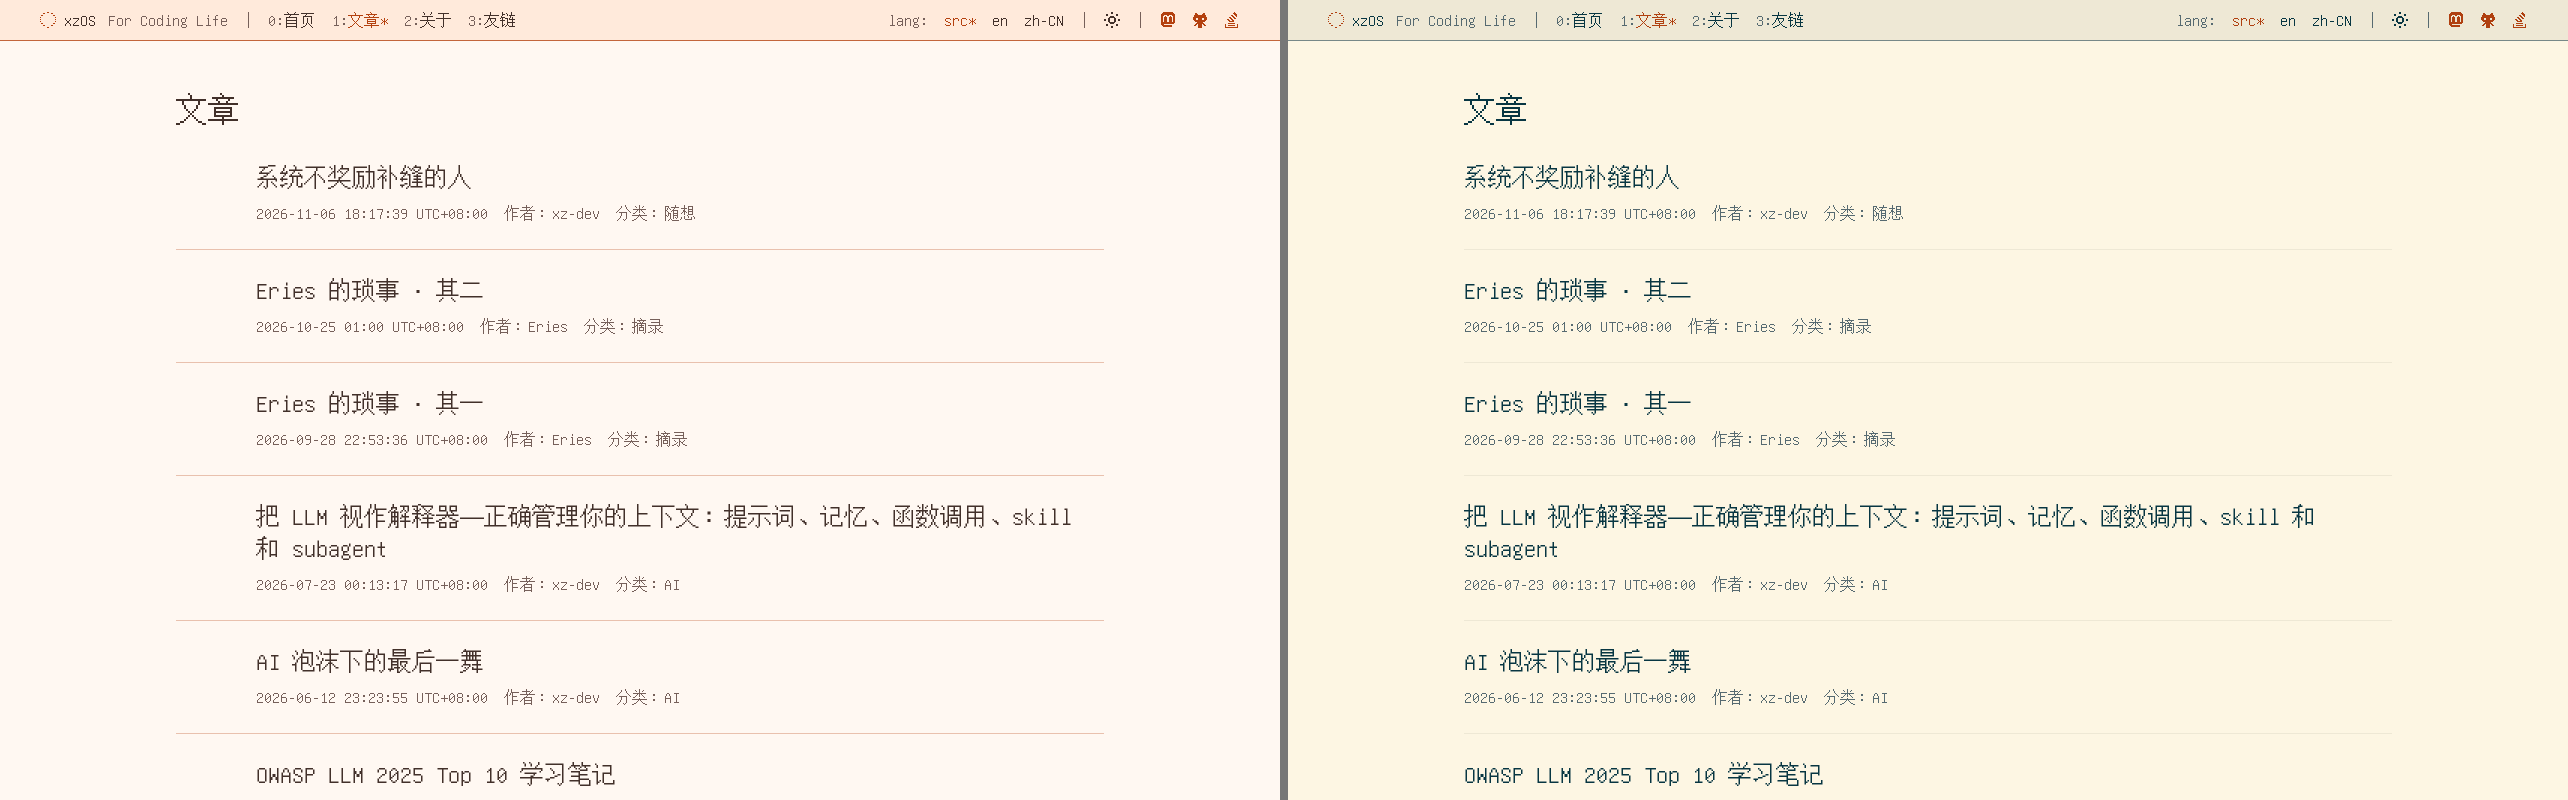 xzOS For Coding Life | 0:首页 1:文章* 2:关于 3:友链 lang: src* en zh-CN
文章
系统不奖励补缝的人
2026-11-06 18:17:39 UTC+08:00 作者：xz-dev 分类：随想
Eries 的琐事 · 其二
2026-10-25 01:00 UTC+08:00 作者：Eries 分类：摘录
Eries 的琐事 · 其一
2026-09-28 22:53:36 UTC+08:00 作者：Eries 分类：摘录
把 LLM 视作解释器——正确管理你的上下文：提示词、记忆、函数调用、skill
和 subagent
2026-07-23 00:13:17 UTC+08:00 作者：xz-dev 分类：AI
AI 泡沫下的最后一舞
2026-06-12 23:23:55 UTC+08:00 作者：xz-dev 分类：AI
OWASP LLM 2025 Top 10 学习笔记
xzOS For Coding Life | 0:首页 1:文章* 2:关于 3:友链 lang: src* en zh-CN
文章
系统不奖励补缝的人
2026-11-06 18:17:39 UTC+08:00 作者：xz-dev 分类：随想
Eries 的琐事 · 其二
2026-10-25 01:00 UTC+08:00 作者：Eries 分类：摘录
Eries 的琐事 · 其一
2026-09-28 22:53:36 UTC+08:00 作者：Eries 分类：摘录
把 LLM 视作解释器——正确管理你的上下文：提示词、记忆、函数调用、skill 和
subagent
2026-07-23 00:13:17 UTC+08:00 作者：xz-dev 分类：AI
AI 泡沫下的最后一舞
2026-06-12 23:23:55 UTC+08:00 作者：xz-dev 分类：AI
OWASP LLM 2025 Top 10 学习笔记